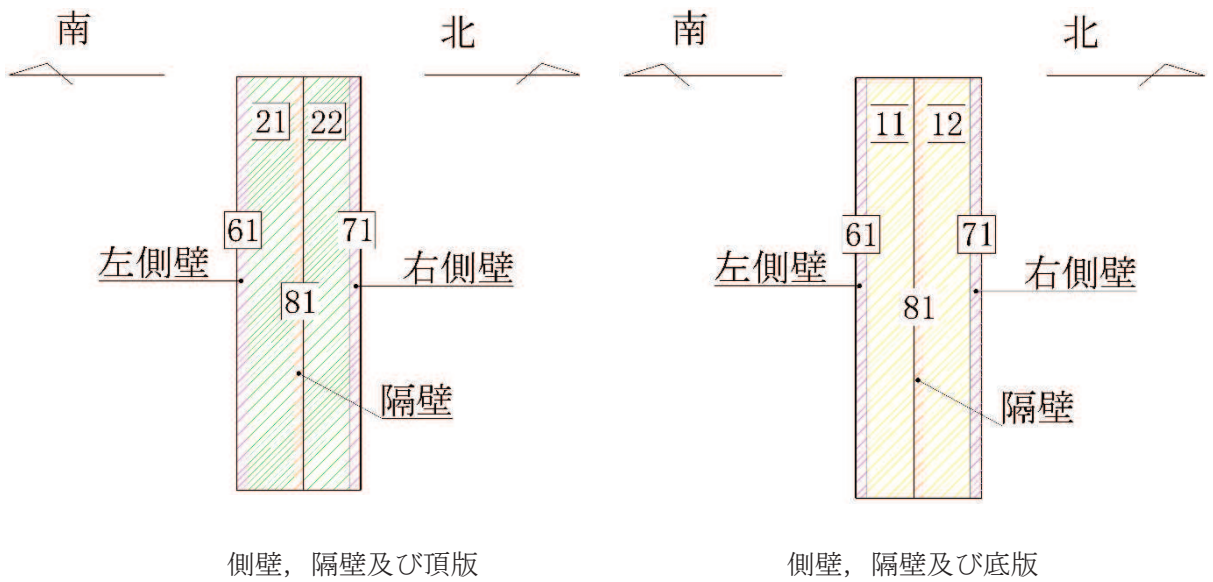 南
北
21
22
61
71
左側壁
右側壁
81
隔壁
側壁，隔壁及び頂版
南
北
11
12
61
71
左側壁
右側壁
81
隔壁
側壁，隔壁及び底版